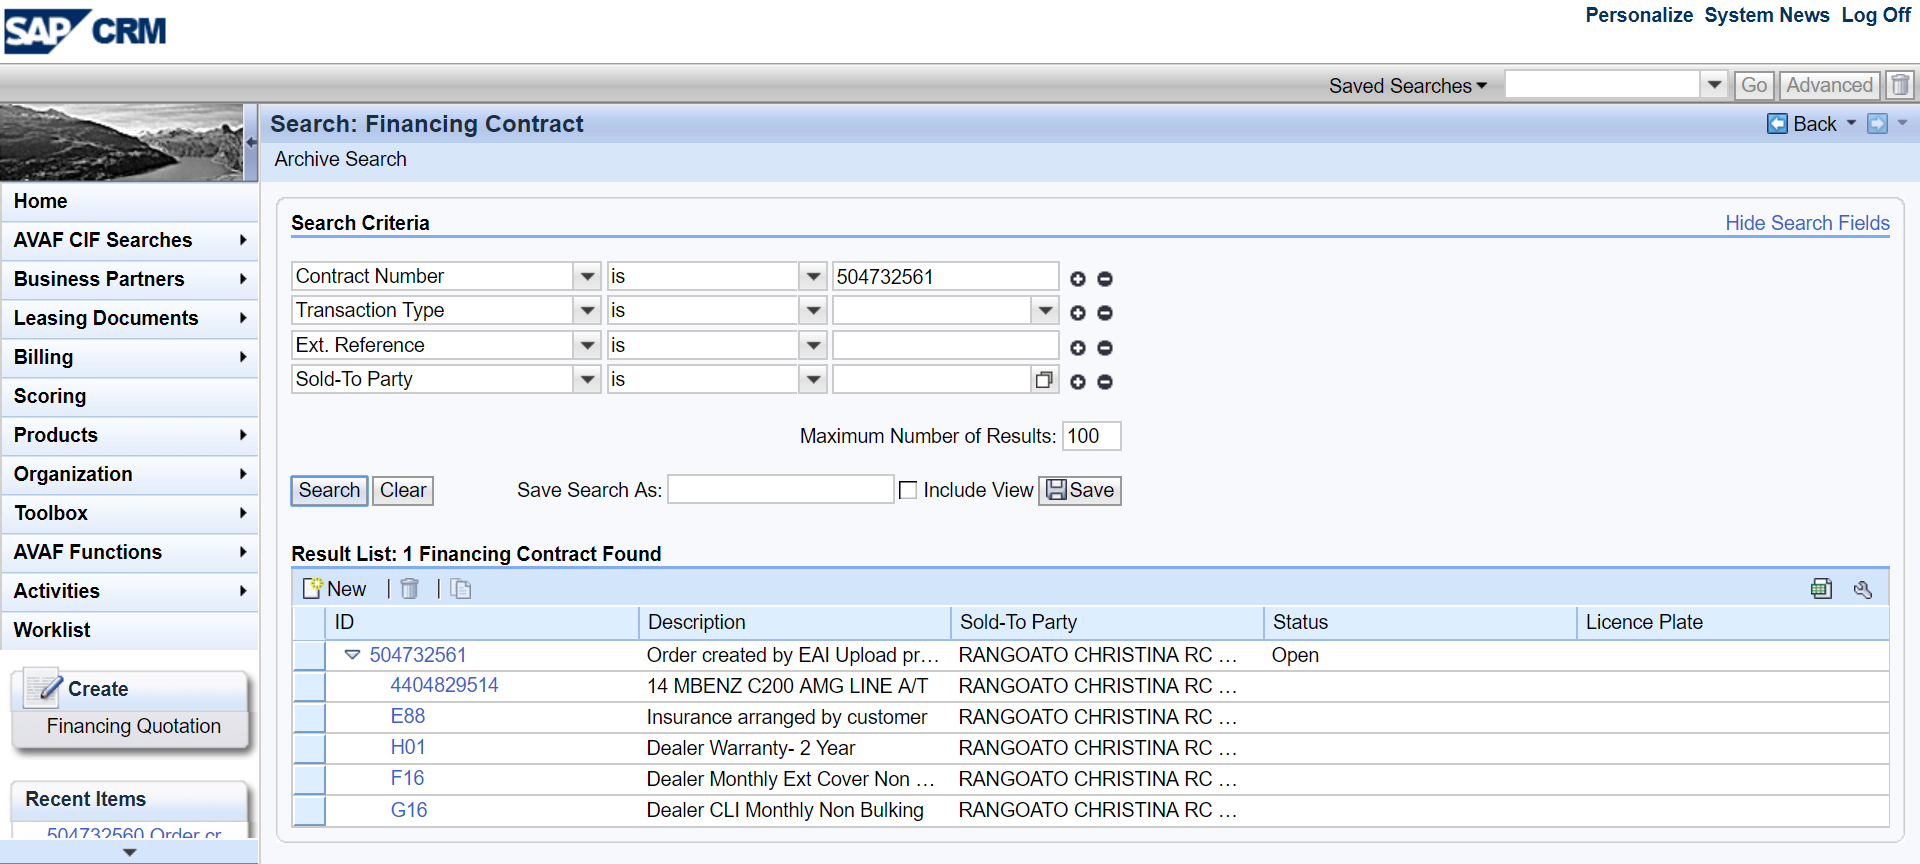 SAP CRM
Personalize System News Log Off
Saved Searches Go Advanced
Search: Financing Contract Back
Archive Search
Home
AVAF CIF Searches
Business Partners
Leasing Documents
Billing
Scoring
Products
Organization
Toolbox
AVAF Functions
Activities
Worklist
Create
Financing Quotation
Recent Items
504732560 Order cr
Search Criteria Hide Search Fields
Contract Number is 504732561
Transaction Type is
Ext. Reference is
Sold-To Party is
Maximum Number of Results: 100
Search Clear Save Search As: Include View Save
Result List: 1 Financing Contract Found
New
ID Description Sold-To Party Status Licence Plate
504732561 Order created by EAI Upload pr... RANGOATO CHRISTINA RC ... Open
4404829514 14 MBENZ C200 AMG LINE A/T RANGOATO CHRISTINA RC ...
E88 Insurance arranged by customer RANGOATO CHRISTINA RC ...
H01 Dealer Warranty- 2 Year RANGOATO CHRISTINA RC ...
F16 Dealer Monthly Ext Cover Non ... RANGOATO CHRISTINA RC ...
G16 Dealer CLI Monthly Non Bulking RANGOATO CHRISTINA RC ...